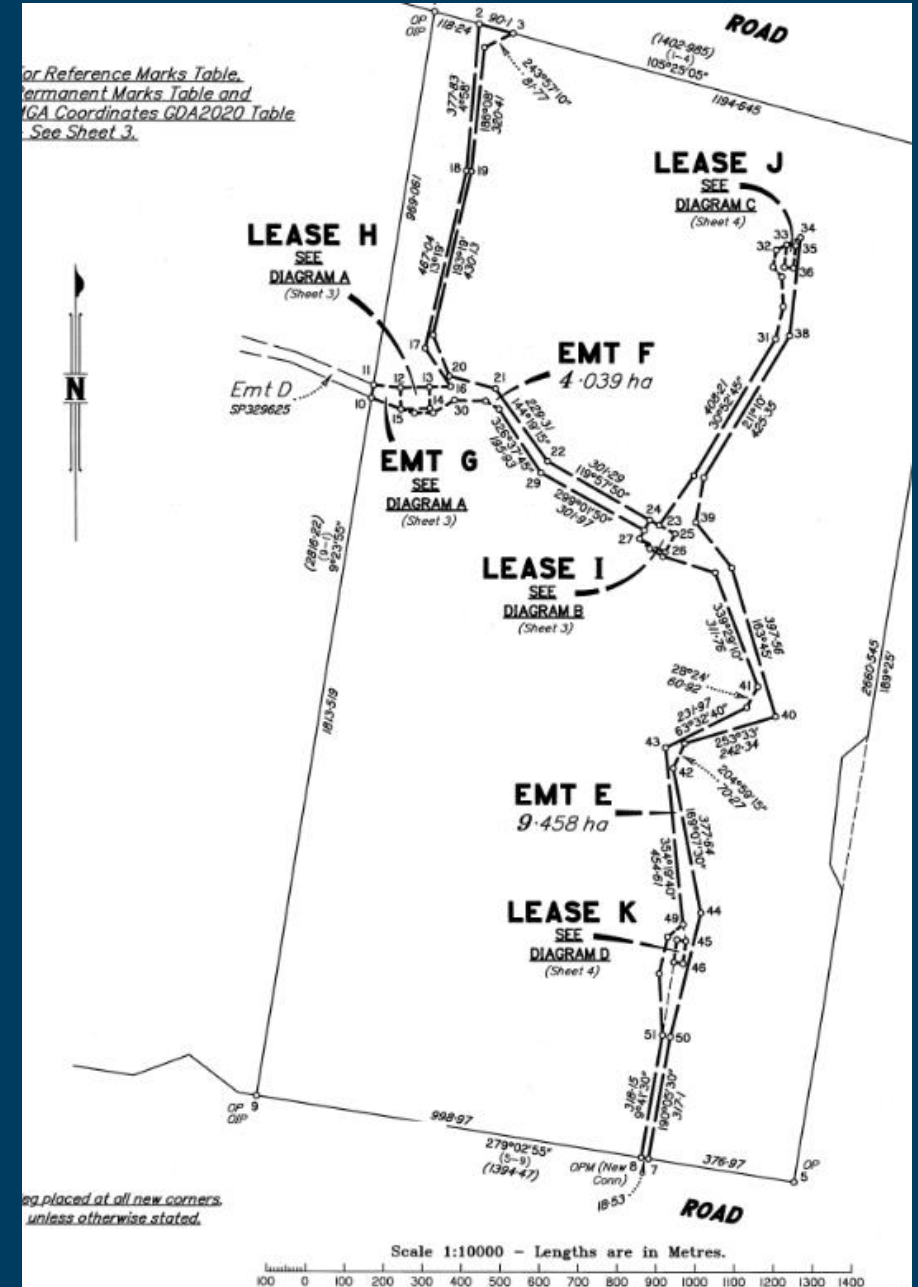 OP
OIP
118·24
2
90·1
3
ROAD
(1402·985)
(1-4)
105°25'05"
1194·645
243°57'10"
81·77
or Reference Marks Table,
Permanent Marks Table and
MGA Coordinates GDA2020 Table
See Sheet 3.
377·83
4°58'
186°08'
320·41
18
19
969·061
467·04
13°19'
193°19'
430·13
LEASE J
SEE
DIAGRAM C
(Sheet 4)
32
33
34
35
36
31
38
LEASE H
SEE
DIAGRAM A
(Sheet 3)
N
17
20
21
11
12
13
16
10
15
14
30
Emt D
SP329625
EMT F
4·039 ha
EMT G
SEE
DIAGRAM A
(Sheet 3)
229·31
144°19'15"
326°37'45"
195·93
22
29
301·29
119°57'50"
299°01'50"
301·97
408·21
30°52'45"
211°10'
425·35
24
23
25
27
26
39
(2816·22)
(9-1)
9°23'55"
LEASE I
SEE
DIAGRAM B
(Sheet 3)
339°29'10"
311·76
397·56
163°45'
2660·545
189°25'
1813·519
28°24'
60·92
41
40
231·97
63°32'40"
253°33'
242·34
43
42
204°59'15"
70·27
EMT E
9·458 ha
354°19'40"
454·61
377·64
169°07'30"
44
LEASE K
SEE
DIAGRAM D
(Sheet 4)
49
45
46
51
50
318·15
9°41'30"
190°05'30"
317·1
OP
OIP
9
998·97
279°02'55"
(5-9)
(1394·47)
OPM (New
Conn)
8
7
18·53
376·97
OP
5
ROAD
eg placed at all new corners,
unless otherwise stated.
Scale 1:10000 – Lengths are in Metres.
100 0 100 200 300 400 500 600 700 800 900 1000 1100 1200 1300 1400